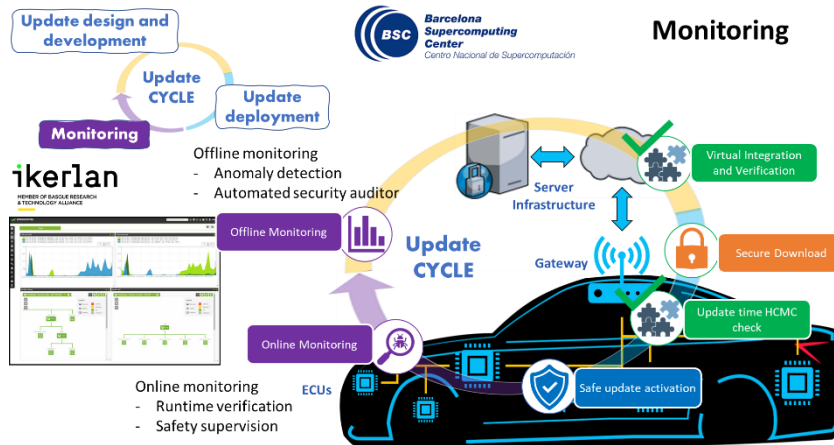 Update design and
development
Update
CYCLE
Update
deployment
Monitoring
BSC
Barcelona
Supercomputing
Center
Centro Nacional de Supercomputación
Monitoring
ikerlan
MEMBER OF BASQUE RESEARCH
& TECHNOLOGY ALLIANCE
Offline monitoring
- Anomaly detection
- Automated security auditor
Server
Infrastructure
Virtual Integration
and Verification
Offline Monitoring
Update
CYCLE
Gateway
Secure Download
Update time HCMC
check
Online Monitoring
ECUs
Safe update activation
Online monitoring
- Runtime verification
- Safety supervision